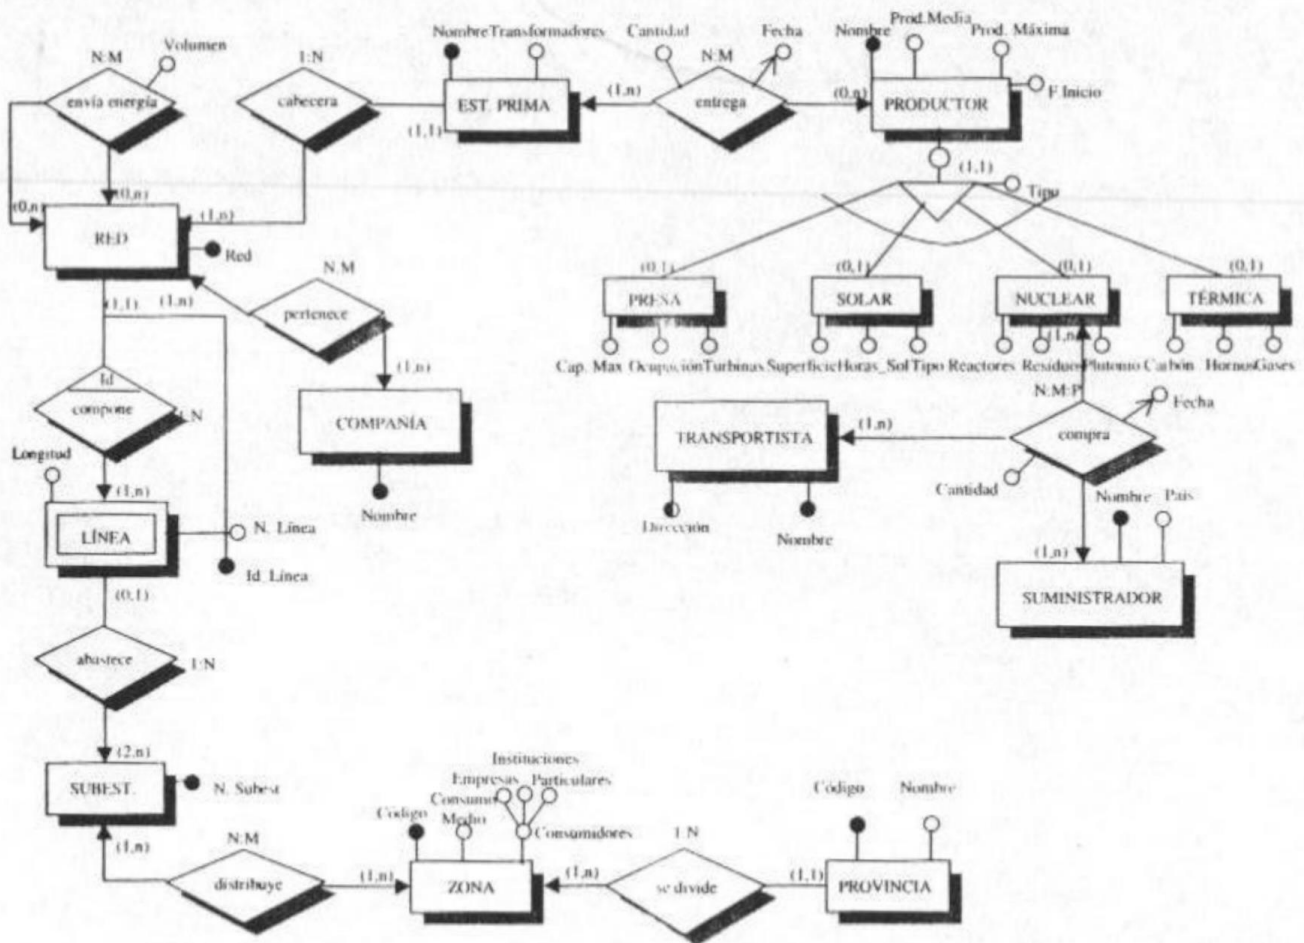 N:M
Volumen
envía energía
1:N
cabecera
Nombre Transformadores
EST. PRIMA
(1,1)
(1,n)
Cantidad
N:M
Fecha
entrega
(0,n)
Nombre
Prod.Media
Prod. Máxima
F Inicio
PRODUCTOR
(1,1)
Tipo
(0,n)
(0,n)
(1,n)
RED
Red
(1,1)
(1,n)
N:M
pertenece
(1,n)
COMPAÑÍA
Nombre
(0,1)
PRESA
Cap. Max Ocupación Turbinas
(0,1)
SOLAR
Superficie Horas_Sol Tipo
(0,1)
NUCLEAR
(1,n)
Reactores Residuos Plutonio
(0,1)
TÉRMICA
Carbón Hornos Gases
Id
compone
1:N
Longitud
(1,n)
LÍNEA
N. Línea
Id_Línea
(0,1)
TRANSPORTISTA
(1,n)
Dirección
Nombre
N:M:P
Fecha
compra
Cantidad
Nombre
País
(1,n)
SUMINISTRADOR
abastece
1:N
(2,n)
SUBEST.
N. Subest
(1,n)
N:M
distribuye
(1,n)
Instituciones
Empresas
Particulares
Código
Consumo
Medio
Consumidores
ZONA
(1,n)
1:N
se divide
(1,1)
Código
Nombre
PROVINCIA